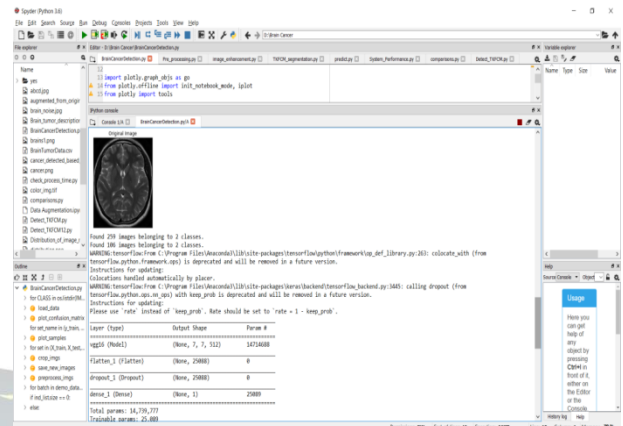 Spyder (Python 3.6)
File Edit Search Source Run Debug Consoles Projects Tools View Help
D:\Brain Cancer
File explorer
Editor - D:\Brain Cancer\BrainCancerDetection.py
Variable explorer
BrainCancerDetection.py
Pre_processing.py
image_enhancement.py
TKFCM_segmentation.py
predict.py
System_Performance.py
comparisons.py
Detect_TKFCM.py
Name
Name Type Size Value
yes
abcd.jpg
augmented_from_origin
brain_noise.jpg
Brain_tumor_description
BrainCancerDetection.p
brains1.png
BrainTumorData.csv
cancer_detected_based
cancer.png
check_process_time.py
color_img.tif
comparisons.py
Data Augmentation.ipy
Detect_TKFCM.py
Detect_TKFCM12.py
Distribution_of_image_r
12
13 import plotly.graph_objs as go
14 from plotly.offline import init_notebook_mode, iplot
15 from plotly import tools
IPython console
Console 1/A
BrainCancerDetection.py/A
Original Image
Found 259 images belonging to 2 classes.
Found 106 images belonging to 2 classes.
WARNING:tensorflow:From C:\Program Files\Anaconda3\lib\site-packages\tensorflow\python\framework\op_def_library.py:263: colocate_with (from
tensorflow.python.framework.ops) is deprecated and will be removed in a future version.
Instructions for updating:
Colocations handled automatically by placer.
WARNING:tensorflow:From C:\Program Files\Anaconda3\lib\site-packages\keras\backend\tensorflow_backend.py:3445: calling dropout (from
tensorflow.python.ops.nn_ops) with keep_prob is deprecated and will be removed in a future version.
Instructions for updating:
Please use `rate` instead of `keep_prob`. Rate should be set to `rate = 1 - keep_prob`.
Layer (type) Output Shape Param #
vgg16 (Model) (None, 7, 7, 512) 14714688
flatten_1 (Flatten) (None, 25088) 0
dropout_1 (Dropout) (None, 25088) 0
dense_1 (Dense) (None, 1) 25089
Total params: 14,739,777
Trainable params: 25,089
Outline
BrainCancerDetection.py
for CLASS in os.listdir(IM...
load_data
plot_confusion_matrix
for set_name in (y_train, ...
plot_samples
for set in (X_train, X_test,...
crop_imgs
save_new_images
preprocess_imgs
for batch in demo_data...
if ind_list.size == 0:
else
Help
Source Console Object
Usage
Here you
can get
help of
any
object by
pressing
Ctrl+I in
front of it,
either on
the Editor
or the
Console.
History log Help